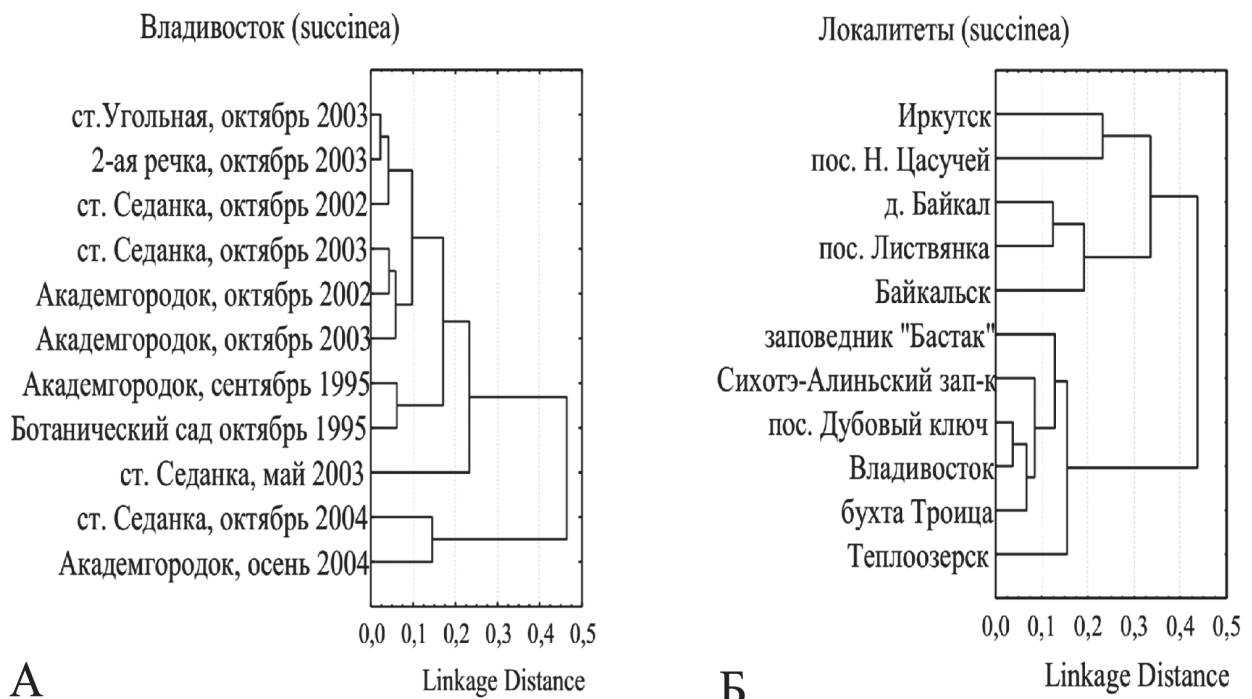 Владивосток (succinea)
ст.Угольная, октябрь 2003
2-ая речка, октябрь 2003
ст. Седанка, октябрь 2002
ст. Седанка, октябрь 2003
Академгородок, октябрь 2002
Академгородок, октябрь 2003
Академгородок, сентябрь 1995
Ботанический сад октябрь 1995
ст. Седанка, май 2003
ст. Седанка, октябрь 2004
Академгородок, осень 2004
0,0 0,1 0,2 0,3 0,4 0,5
Linkage Distance
А
Локалитеты (succinea)
Иркутск
пос. Н. Цасучей
д. Байкал
пос. Листвянка
Байкальск
заповедник "Бастак"
Сихотэ-Алиньский зап-к
пос. Дубовый ключ
Владивосток
бухта Троица
Теплоозерск
0,0 0,1 0,2 0,3 0,4 0,5
Linkage Distance
Б